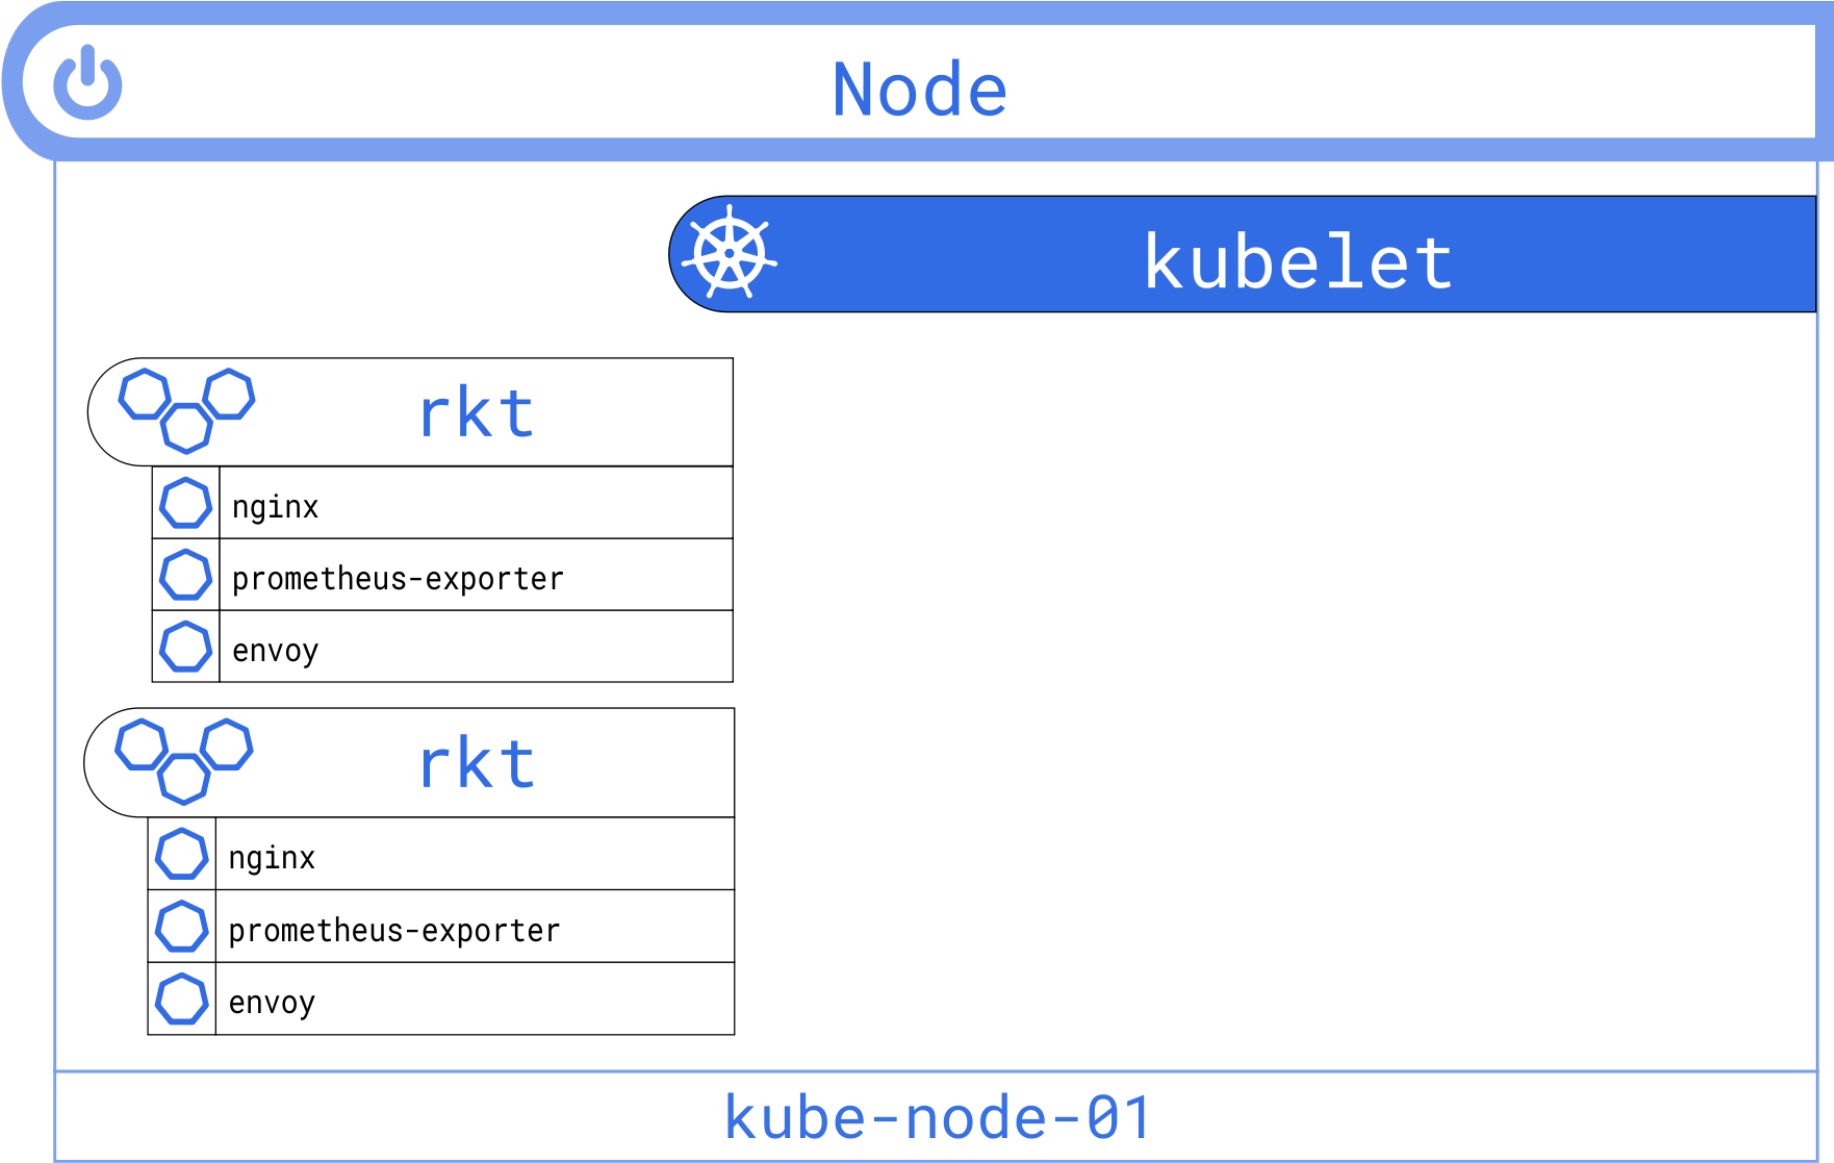 Node
kubelet
rkt
nginx
prometheus-exporter
envoy
rkt
nginx
prometheus-exporter
envoy
kube-node-01